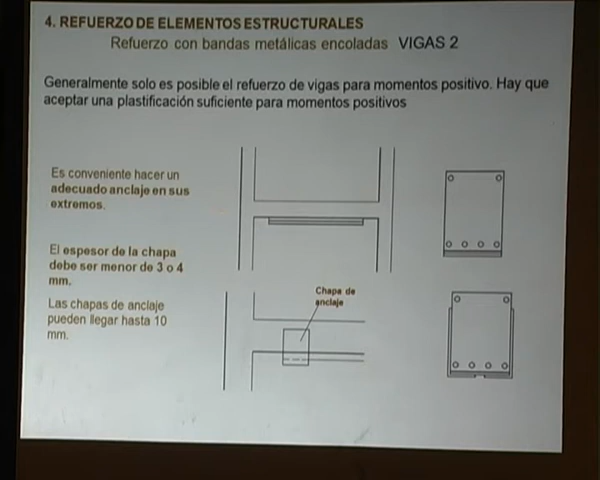 4. REFUERZO DE ELEMENTOS ESTRUCTURALES
Refuerzo con bandas metálicas encoladas VIGAS 2
Generalmente solo es posible el refuerzo de vigas para momentos positivo. Hay que
aceptar una plastificación suficiente para momentos positivos
Es conveniente hacer un
adecuado anclaje en sus
extremos.
El espesor de la chapa
debe ser menor de 3 o 4
mm.
Chapa de
anclaje
Las chapas de anclaje
pueden llegar hasta 10
mm.